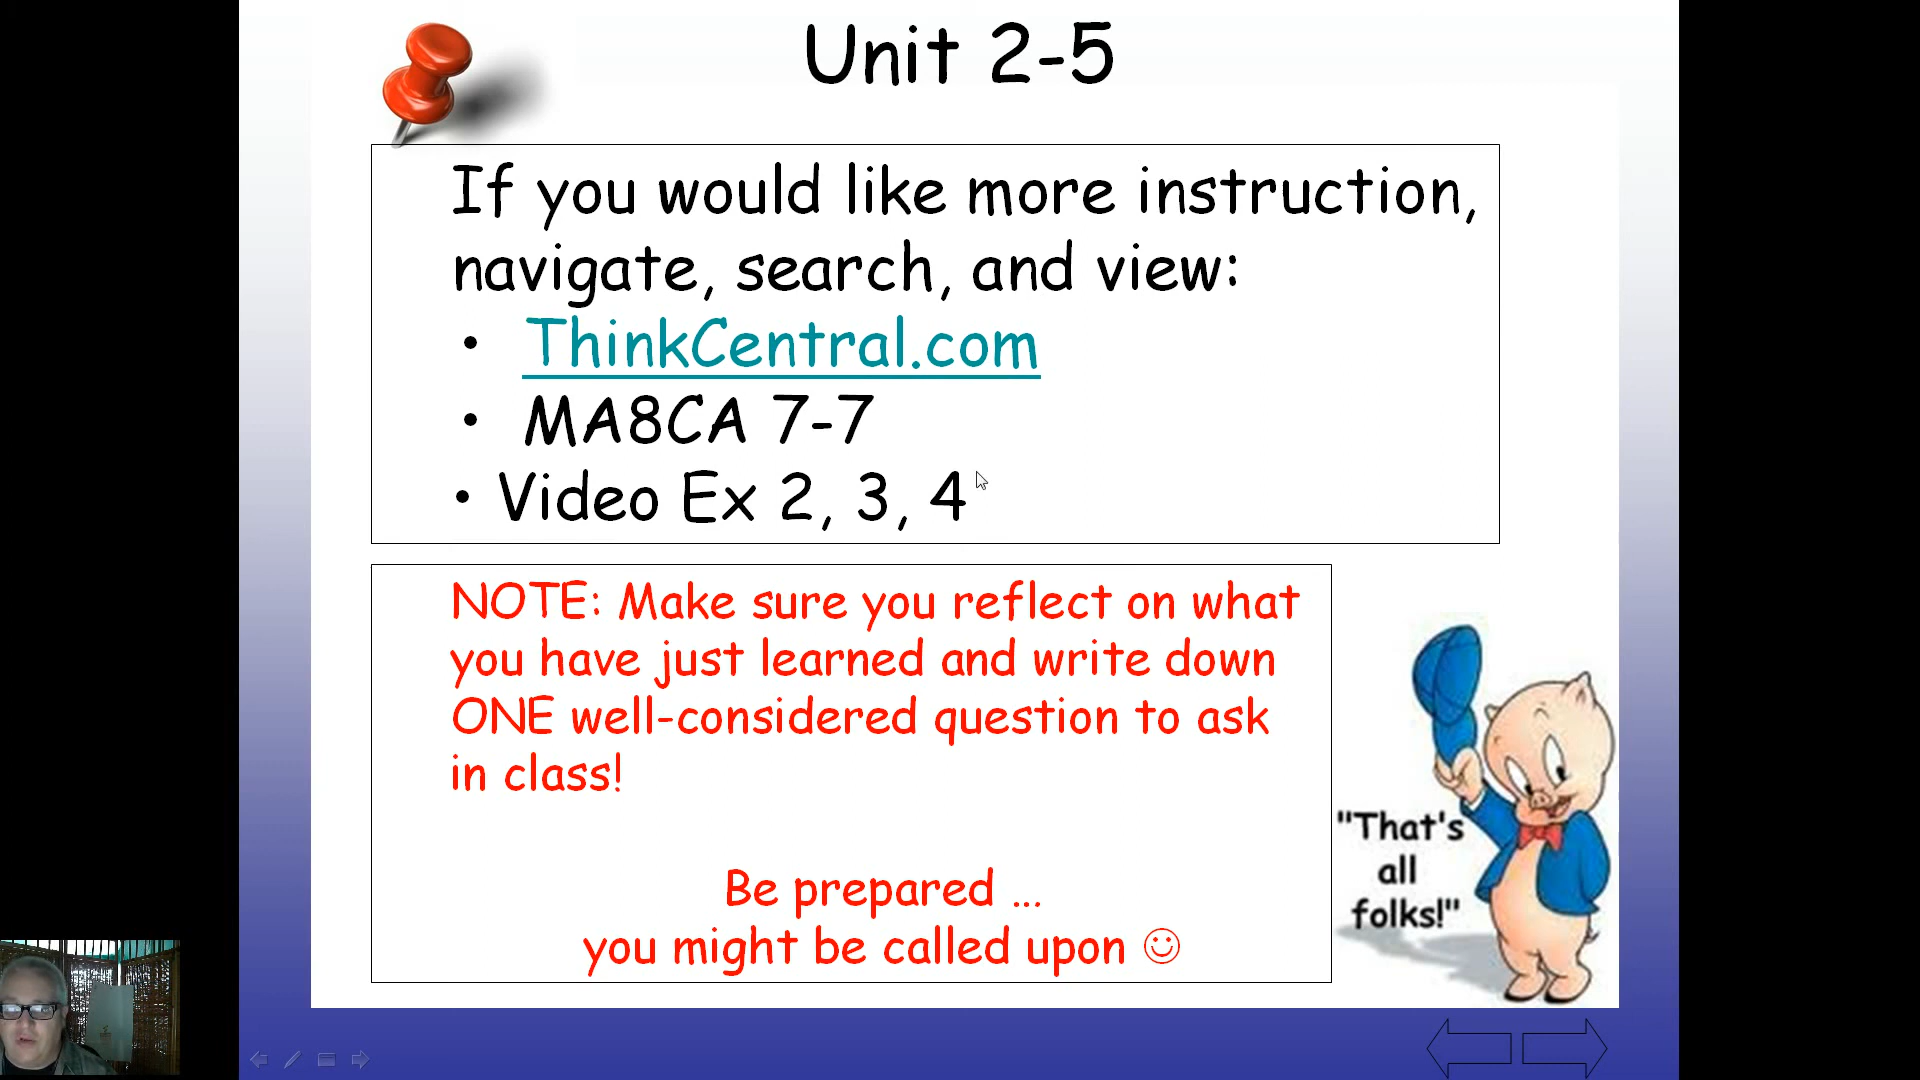 Unit 2-5
If you would like more instruction,
navigate, search, and view:
• ThinkCentral.com
• MA8CA 7-7
• Video Ex 2, 3, 4
NOTE: Make sure you reflect on what
you have just learned and write down
ONE well-considered question to ask
in class!
Be prepared ...
you might be called upon ☺
"That's
all
folks!"